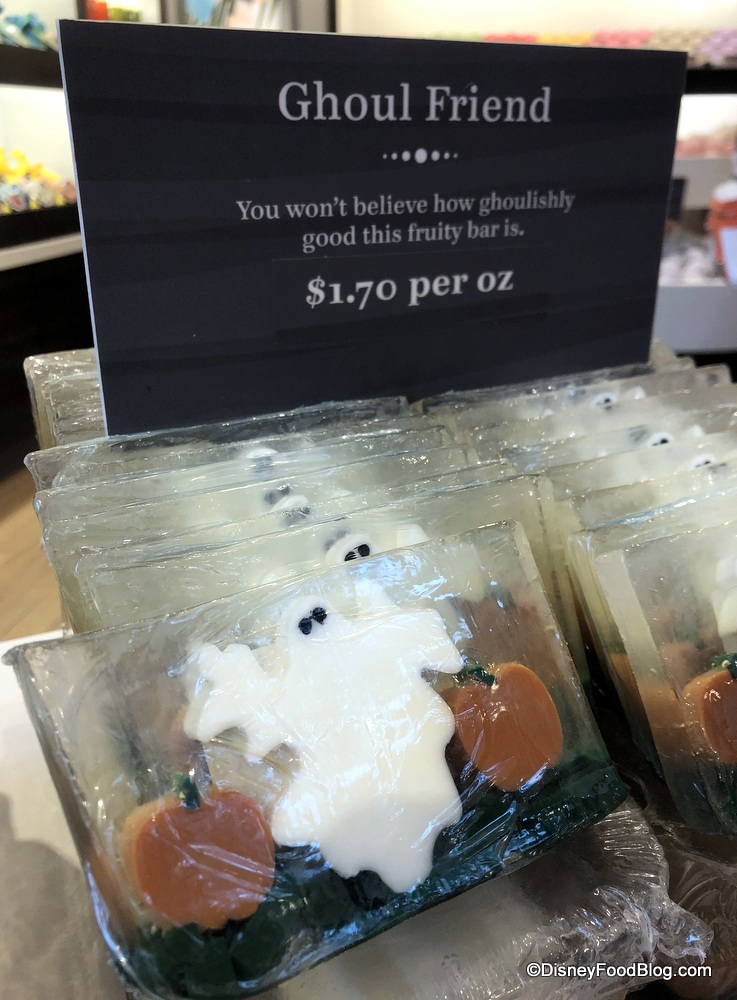 Ghoul Friend
You won't believe how ghoulishly
good this fruity bar is.
$1.70 per oz
©DisneyFoodBlog.com